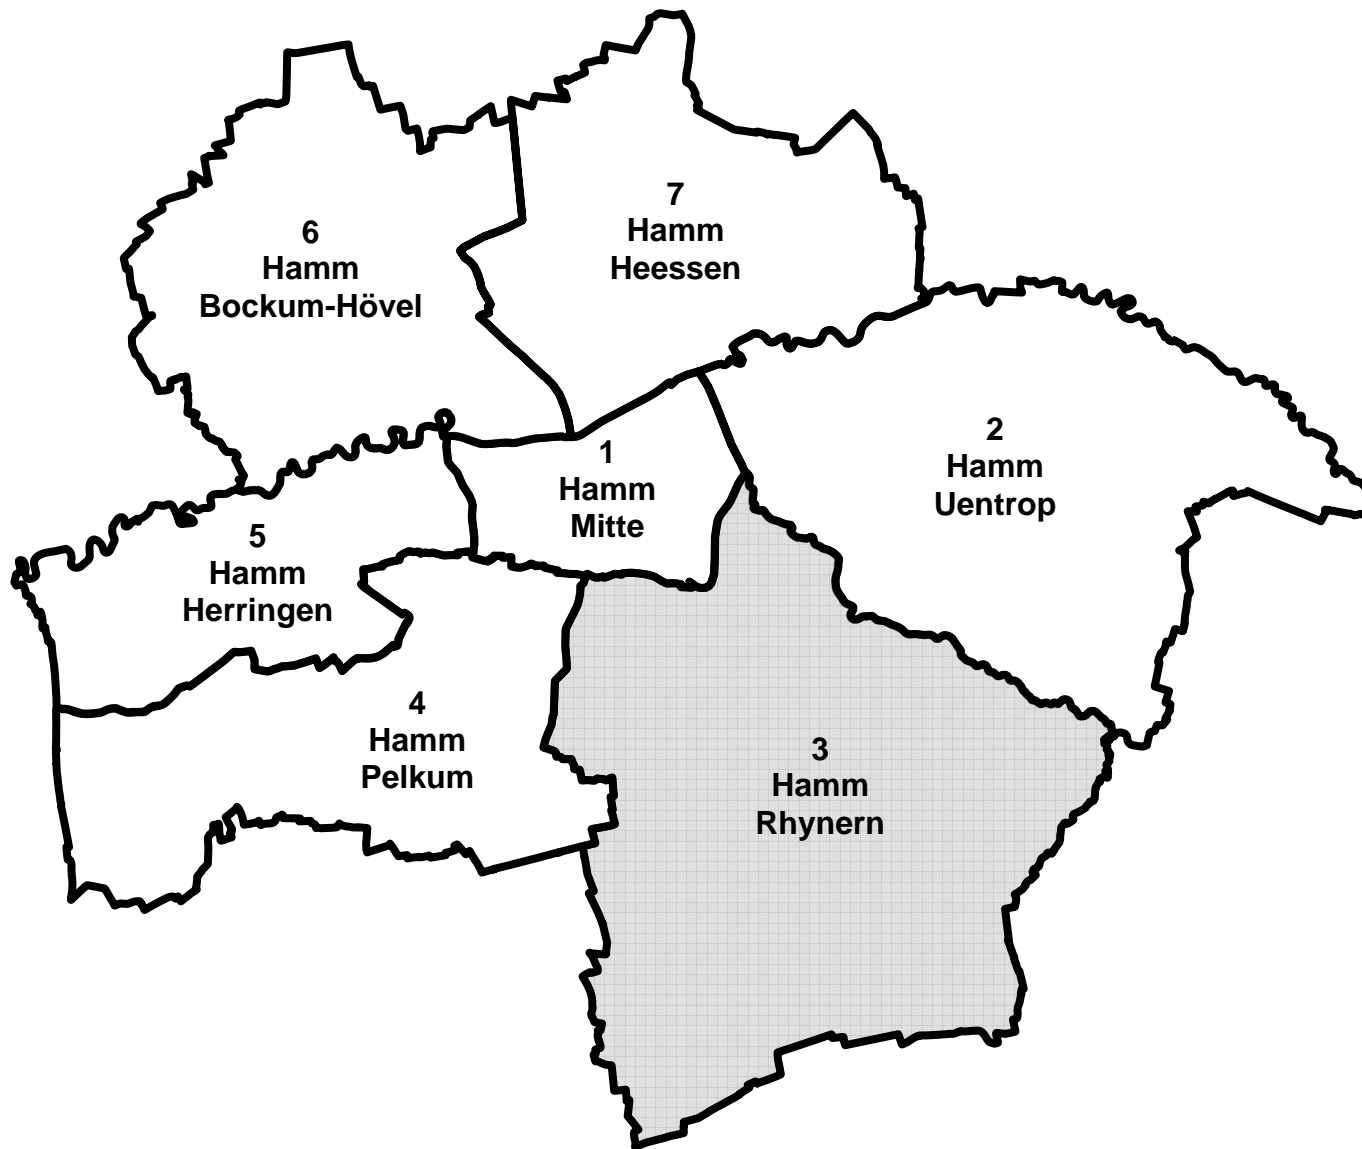 7
Hamm
Heessen
6
Hamm
Bockum-Hövel
2
Hamm
Uentrop
1
Hamm
Mitte
5
Hamm
Herringen
4
Hamm
Pelkum
3
Hamm
Rhynern